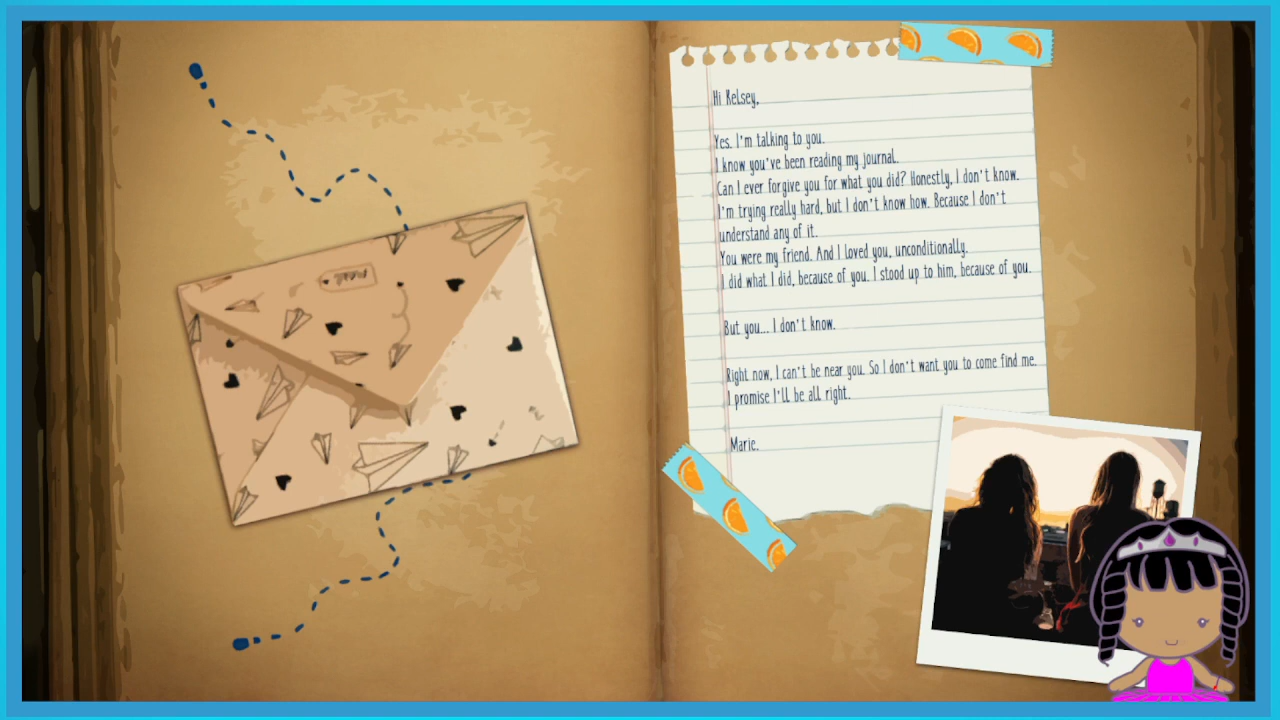 Hi Kelsey,
Yes. I'm talking to you.
I know you've been reading my journal.
Can I ever forgive you for what you did? Honestly, I don't know.
I'm trying really hard, but I don't know how. Because I don't
understand any of it.
You were my friend. And I loved you, unconditionally.
I did what I did, because of you. I stood up to him, because of you.
But you... I don't know.
Right now, I can't be near you. So I don't want you to come find me.
I promise I'll be all right.
Marie.